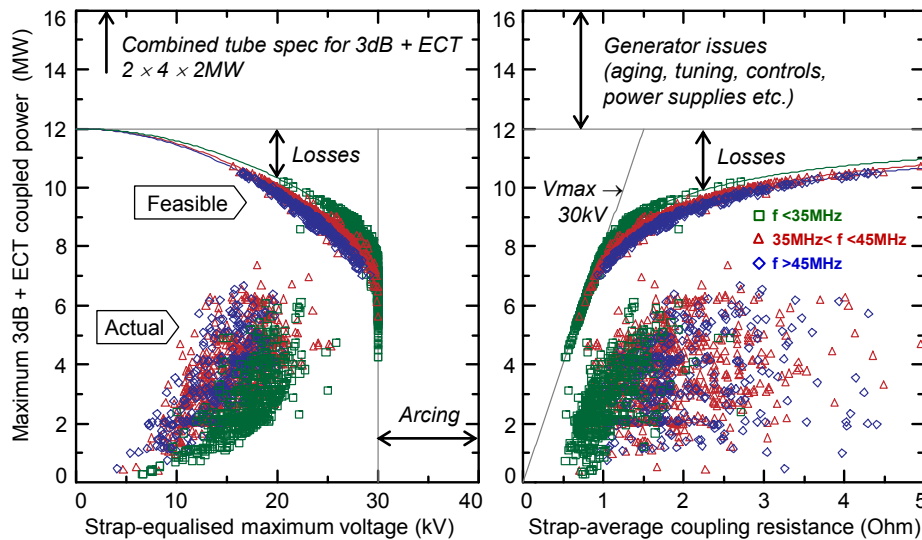 Maximum 3dB + ECT coupled power (MW)
16
14
12
10
8
6
4
2
0
Combined tube spec for 3dB + ECT
2 × 4 × 2MW
Losses
Feasible
Actual
Arcing
0
10
20
30
40
Strap-equalised maximum voltage (kV)
16
14
12
10
8
6
4
2
0
Generator issues
(aging, tuning, controls,
power supplies etc.)
Losses
Vmax →
30kV
f <35MHz
35MHz< f <45MHz
f >45MHz
0
1
2
3
4
5
Strap-average coupling resistance (Ohm)